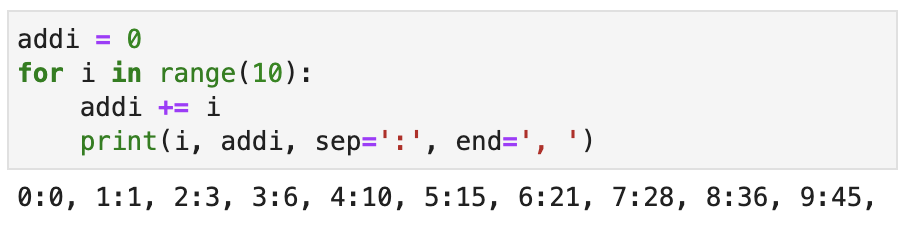 addi = 0
for i in range(10):
    addi += i
    print(i, addi, sep=':', end=', ')
0:0, 1:1, 2:3, 3:6, 4:10, 5:15, 6:21, 7:28, 8:36, 9:45,